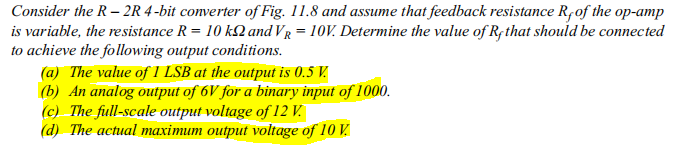 Consider the R – 2R 4-bit converter of Fig. 11.8 and assume that feedback resistance Rf of the op-amp
is variable, the resistance R = 10 kΩ and VR = 10V. Determine the value of Rf that should be connected
to achieve the following output conditions.
(a) The value of 1 LSB at the output is 0.5 V.
(b) An analog output of 6V for a binary input of 1000.
(c) The full-scale output voltage of 12 V.
(d) The actual maximum output voltage of 10 V.